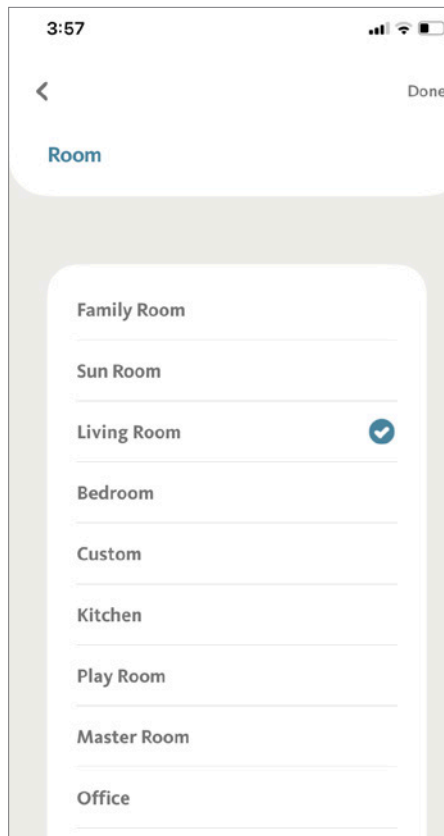 3:57
Done
Room
Family Room
Sun Room
Living Room
Bedroom
Custom
Kitchen
Play Room
Master Room
Office